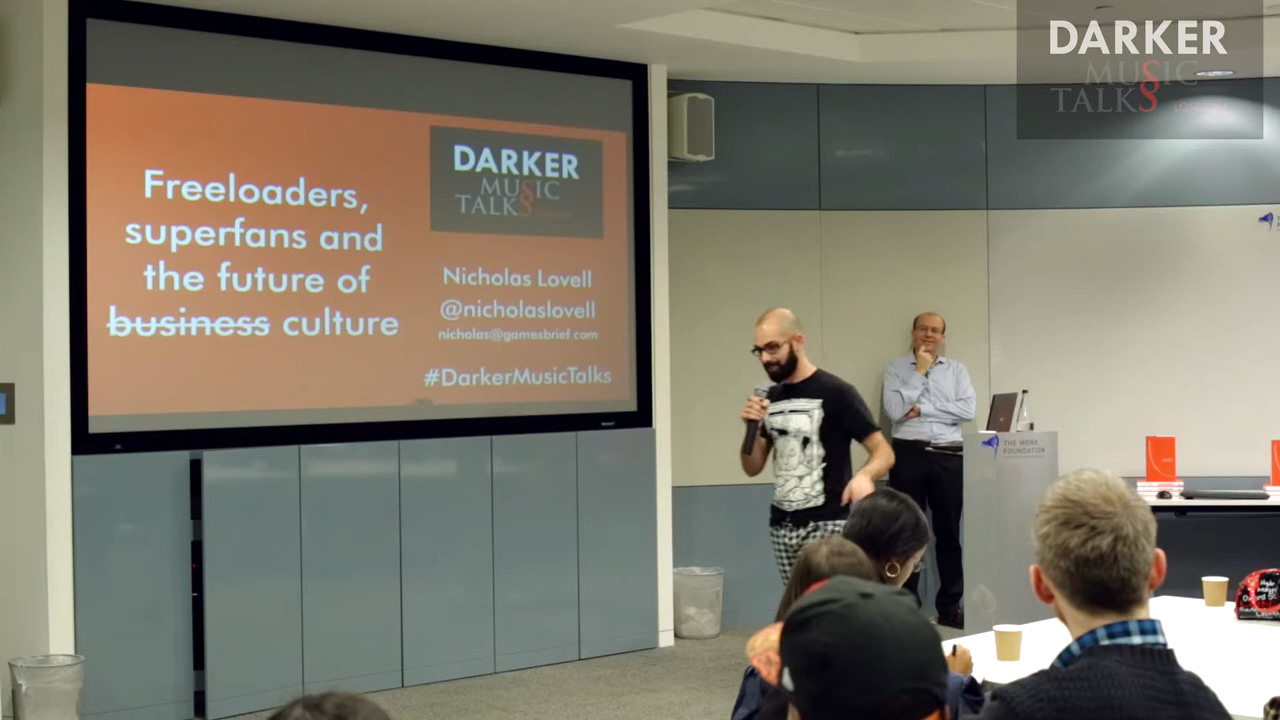 Freeloaders,
superfans and
the future of
business culture
DARKER
MUSIC
TALKS
Nicholas Lovell
@nicholaslovell
nicholas@gamesbrief.com
#DarkerMusicTalks
DARKER
MUSIC
TALKS
THE WORK
FOUNDATION